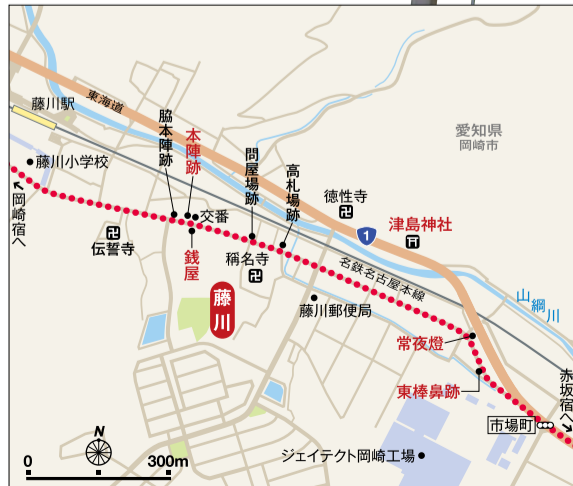 藤川駅
東海道
脇本陣跡
本陣跡
問屋場跡
高札場跡
愛知県
岡崎市
藤川小学校
徳性寺
津島神社
交番
1
←岡崎宿へ
伝誓寺
銭屋
稱名寺
名鉄名古屋本線
山綱川
藤川
藤川郵便局
常夜燈
東棒鼻跡
赤坂宿へ→
市場町
N
0 300m
ジェイテクト岡崎工場